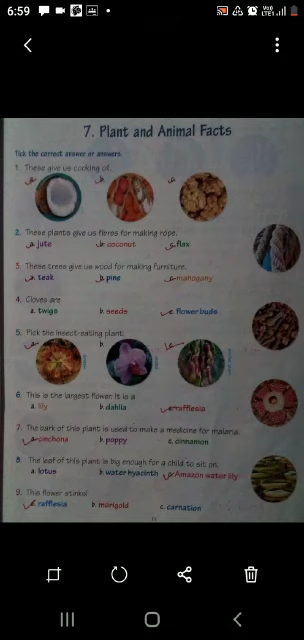 6:59
Vo)) LTE1
7. Plant and Animal Facts
Tick the correct answer or answers.
1. These give us cooking oil.
a. b. c.
2. These plants give us fibres for making rope.
a. jute b. coconut c. flax
3. These trees give us wood for making furniture.
a. teak b. pine c. mahogany
4. Cloves are
a. twigs b. seeds c. flower buds
5. Pick the insect-eating plant.
a. b. c.
6. This is the largest flower it is a
a. lily b. dahlia c. rafflesia
7. The bark of this plant is used to make a medicine for malaria.
a. cinchona b. poppy c. cinnamon
8. The leaf of this plant is big enough for a child to sit on.
a. lotus b. water hyacinth c. Amazon water lily
9. This flower stinks!
a. rafflesia b. marigold c. carnation